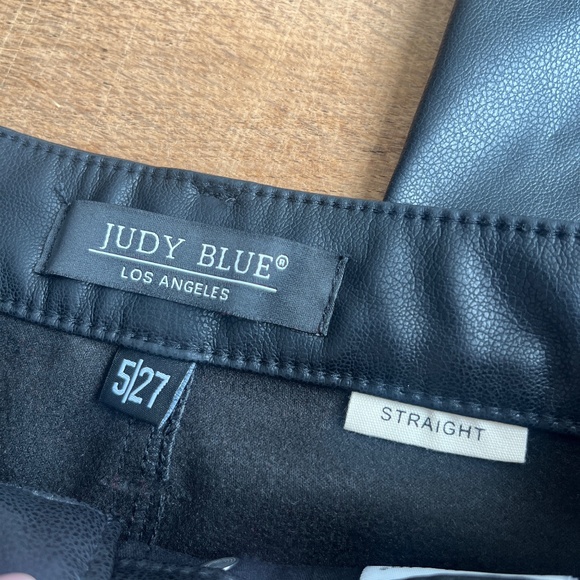 JUDY BLUE®
LOS ANGELES
5/27
STRAIGHT